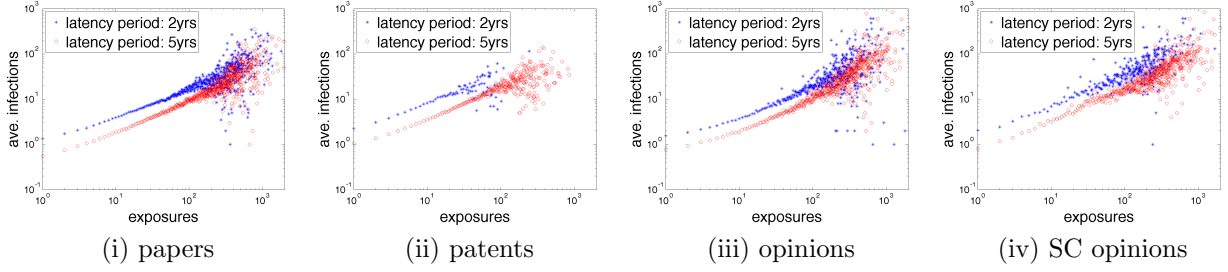 latency period: 2yrs
latency period: 5yrs
ave. infections
10³
10²
10¹
10⁰
10⁻¹
10⁰ 10¹ 10² 10³
exposures
(i) papers
latency period: 2yrs
latency period: 5yrs
ave. infections
10³
10²
10¹
10⁰
10⁻¹
10⁰ 10¹ 10² 10³
exposures
(ii) patents
latency period: 2yrs
latency period: 5yrs
ave. infections
10³
10²
10¹
10⁰
10⁻¹
10⁰ 10¹ 10² 10³
exposures
(iii) opinions
latency period: 2yrs
latency period: 5yrs
ave. infections
10³
10²
10¹
10⁰
10⁻¹
10⁰ 10¹ 10² 10³
exposures
(iv) SC opinions